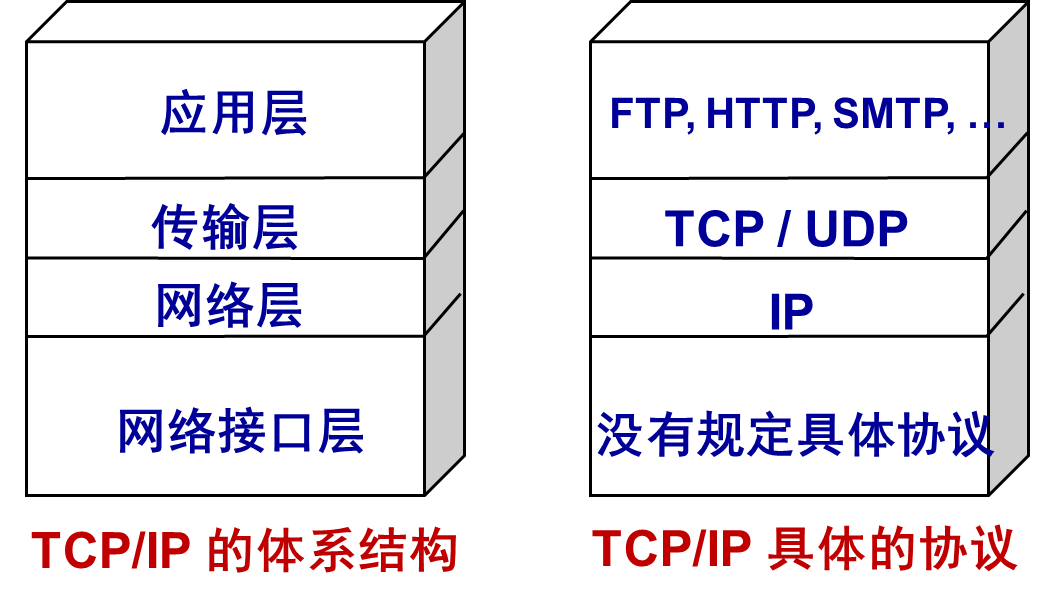 应用层
传输层
网络层
网络接口层
TCP/IP 的体系结构
FTP, HTTP, SMTP, …
TCP / UDP
IP
没有规定具体协议
TCP/IP 具体的协议